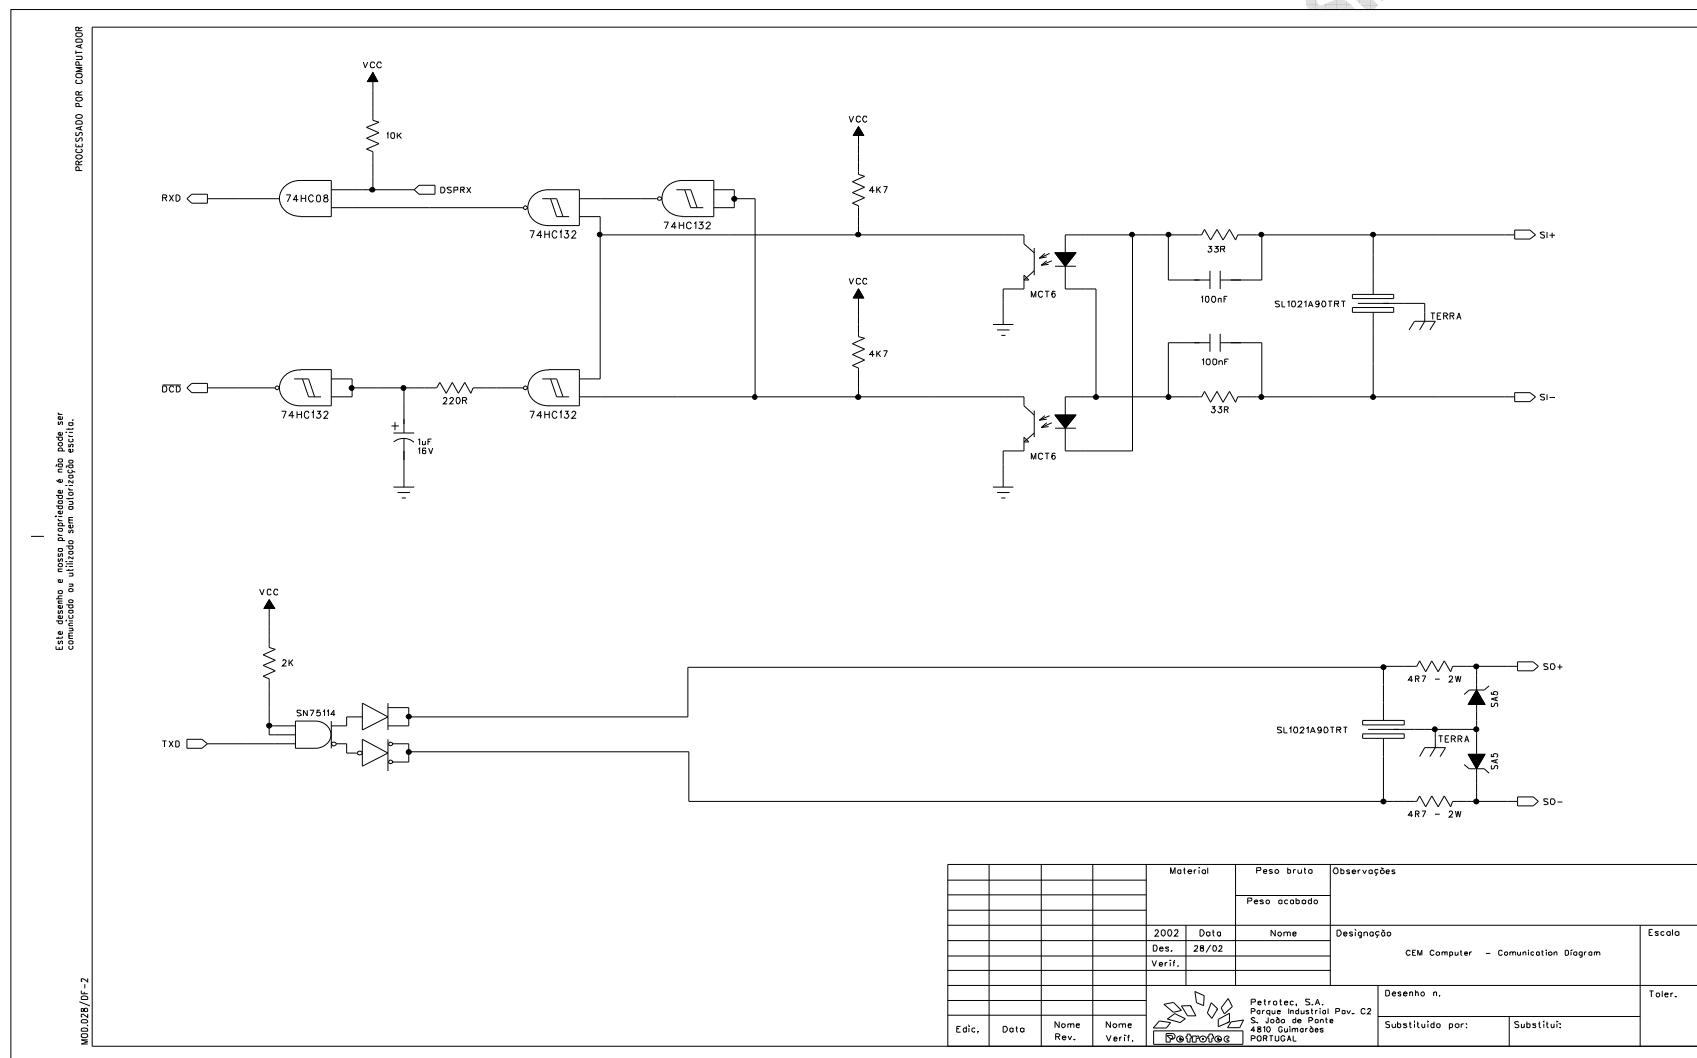 PROCESSADO POR COMPUTADOR
Este desenho e nossa propriedade é não pode ser
comunicado ou utilizado sem autorização escrita.
MOD.028/DF-2
VCC
10K
RXD
74HC08
DSPRX
74HC132
74HC132
VCC
4K7
MCT6
33R
100nF
SI+
SL1021A90TRT
TERRA
VCC
4K7
DCD
74HC132
220R
74HC132
1uF
16V
MCT6
100nF
33R
SI-
VCC
2K
SN75114
TXD
4R7 - 2W
SO+
SA5
SL1021A90TRT
TERRA
SA5
4R7 - 2W
SO-
Material
Peso bruto
Observações
Peso acabado
2002
Data
Nome
Designação
Escala
Des.
28/02
CEM Computer - Comunication Diagram
Verif.
Petrotec, S.A.
Parque Industrial Pav. C2
S. João de Ponte
4810 Guimarães
PORTUGAL
Petrotec
Desenho n.
Toler.
Substituido por:
Substitui:
Edic.
Data
Nome
Rev.
Nome
Verif.